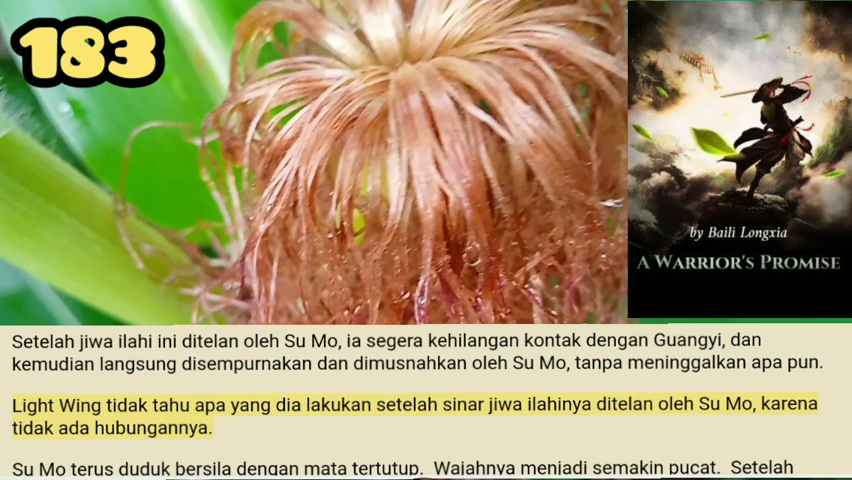 183
by Baili Longxia
A WARRIOR'S PROMISE
Setelah jiwa ilahi ini ditelan oleh Su Mo, ia segera kehilangan kontak dengan Guangyi, dan
kemudian langsung disempurnakan dan dimusnahkan oleh Su Mo, tanpa meninggalkan apa pun.
Light Wing tidak tahu apa yang dia lakukan setelah sinar jiwa ilahinya ditelan oleh Su Mo, karena
tidak ada hubungannya.
Su Mo terus duduk bersila dengan mata tertutup. Wajahnya menjadi semakin pucat. Setelah